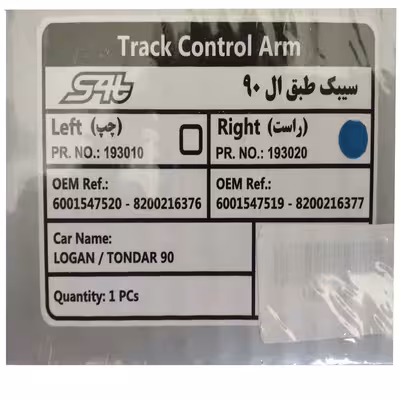 Track Control Arm
S4t سیبک طبق ال ۹۰
Left (چپ)
PR. NO.: 193010
Right (راست)
PR. NO.: 193020
OEM Ref.:
6001547520 - 8200216376
OEM Ref.:
6001547519 - 8200216377
Car Name:
LOGAN / TONDAR 90
Quantity: 1 PCs